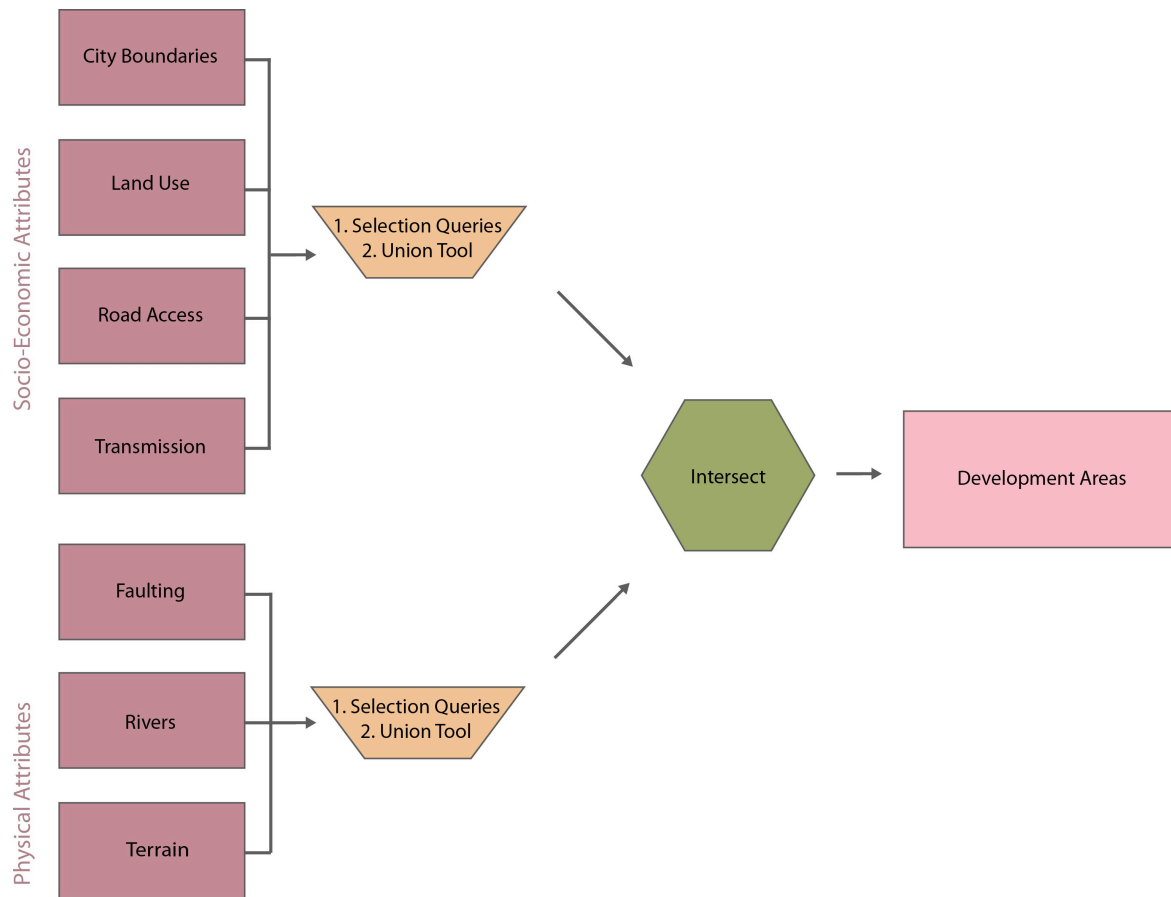 Socio-Economic Attributes
City Boundaries
Land Use
Road Access
Transmission
1. Selection Queries
2. Union Tool
Physical Attributes
Faulting
Rivers
Terrain
1. Selection Queries
2. Union Tool
Intersect
Development Areas